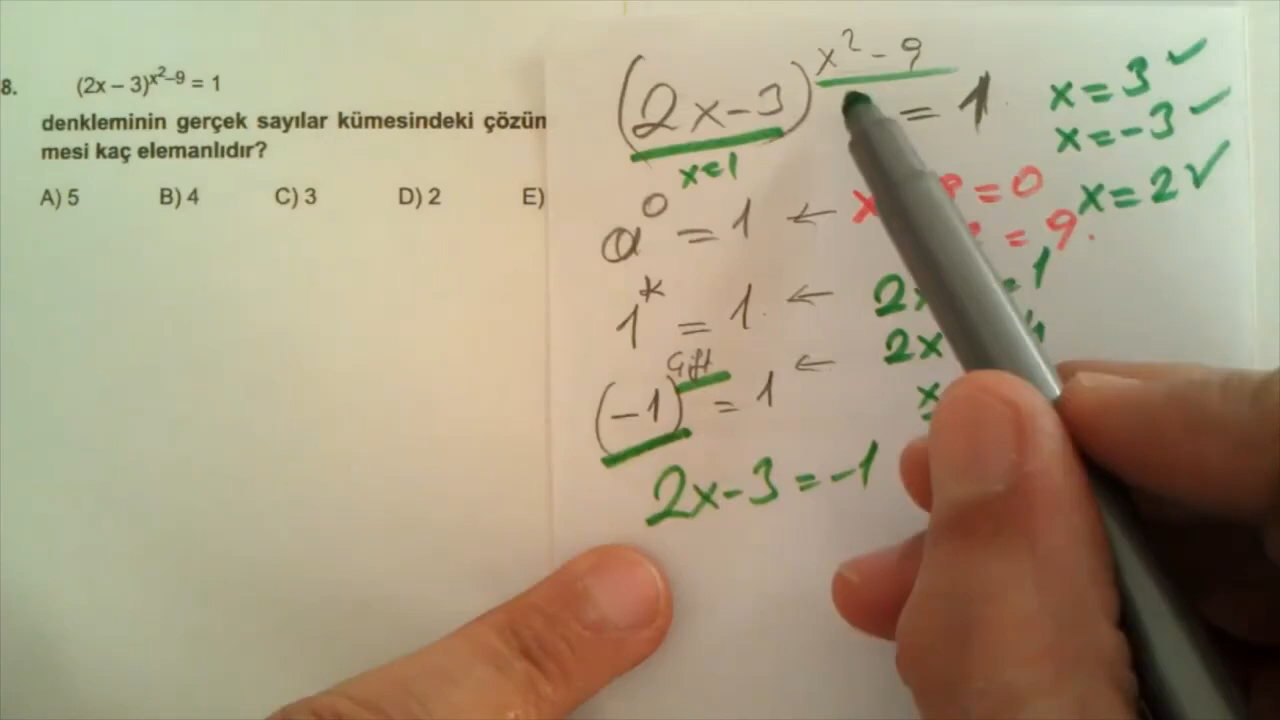 8. (2x – 3)^x²–9 = 1
denkleminin gerçek sayılar kümesindeki çözün
mesi kaç elemanlıdır?
A) 5 B) 4 C) 3 D) 2 E)
(2x-3)^x²-9 = 1
x=1
x=3 ✓
x=-3 ✓
x=2 ✓
a⁰ = 1 ← = 0
= 9.
1^k = 1. ← 2x 1
2x
x
(-1)^Çift = 1 ←
2x-3=-1